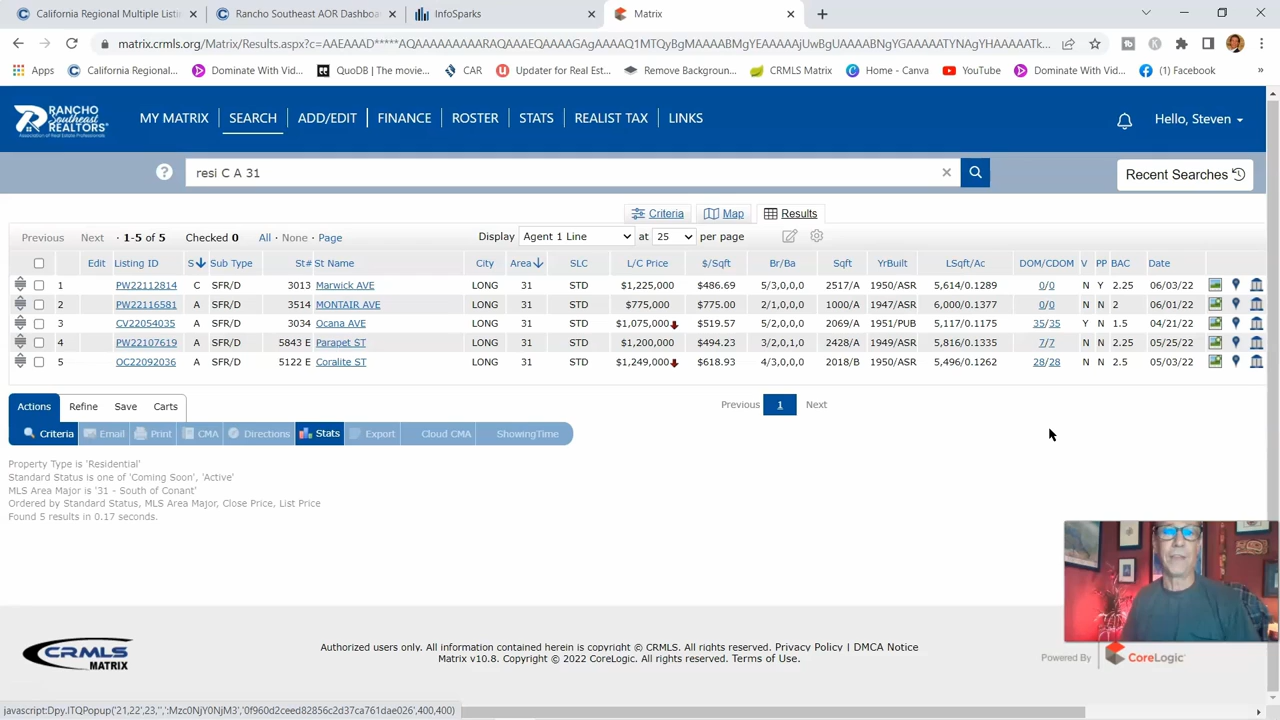 California Regional Multiple Listi
Rancho Southeast AOR Dashboa
InfoSparks
Matrix
matrix.crmls.org/Matrix/Results.aspx?c=AAEAAAD*****AQAAAAAAAAARAQAAAEQAAAAGAgAAAAQ1MTQyBgMAAAABMgYEAAAAAjUwBgUAAAABNgYGAAAAATYNAgYHAAAAATk...
Apps
California Regional...
Dominate With Vid...
QuoDB | The movie...
CAR
Updater for Real Est...
Remove Backgroun...
CRMLS Matrix
Home - Canva
YouTube
Dominate With Vid...
(1) Facebook
RANCHO
Southeast
REALTORS®
MY MATRIX SEARCH ADD/EDIT FINANCE ROSTER STATS REALIST TAX LINKS
Hello, Steven
resi C A 31
Recent Searches
Criteria Map Results
Previous Next · 1-5 of 5 Checked 0 All · None · Page
Display Agent 1 Line at 25 per page
Edit Listing ID S Sub Type St# St Name City Area SLC L/C Price $/Sqft Br/Ba Sqft YrBuilt LSqft/Ac DOM/CDOM V PP BAC Date
1 PW22112814 C SFR/D 3013 Marwick AVE LONG 31 STD $1,225,000 $486.69 5/3,0,0,0 2517/A 1950/ASR 5,614/0.1289 0/0 N Y 2.25 06/03/22
2 PW22116581 A SFR/D 3514 MONTAIR AVE LONG 31 STD $775,000 $775.00 2/1,0,0,0 1000/A 1947/ASR 6,000/0.1377 0/0 N N 2 06/01/22
3 CV22054035 A SFR/D 3034 Ocana AVE LONG 31 STD $1,075,000 $519.57 5/2,0,0,0 2069/A 1951/PUB 5,117/0.1175 35/35 Y N 1.5 04/21/22
4 PW22107619 A SFR/D 5843 E Parapet ST LONG 31 STD $1,200,000 $494.23 3/2,0,1,0 2428/A 1949/ASR 5,816/0.1335 7/7 N N 2.25 05/25/22
5 OC22092036 A SFR/D 5122 E Coralite ST LONG 31 STD $1,249,000 $618.93 4/3,0,0,0 2018/B 1950/ASR 5,496/0.1262 28/28 N N 2.5 05/03/22
Actions Refine Save Carts
Previous 1 Next
Criteria Email Print CMA Directions Stats Export Cloud CMA ShowingTime
Property Type is 'Residential'
Standard Status is one of 'Coming Soon', 'Active'
MLS Area Major is '31 - South of Conant'
Ordered by Standard Status, MLS Area Major, Close Price, List Price
Found 5 results in 0.17 seconds.
CRMLS
MATRIX
Authorized users only. All information contained herein is copyright © CRMLS. All rights reserved. Privacy Policy | DMCA Notice
Matrix v10.8. Copyright © 2022 CoreLogic. All rights reserved. Terms of Use.
Powered By CoreLogic
javascript:Dpy.ITQPopup('21,22',23,'','Mzc0NjY0NjM3','0f960d2ceed82856c2d37ca761dae026',400,400)